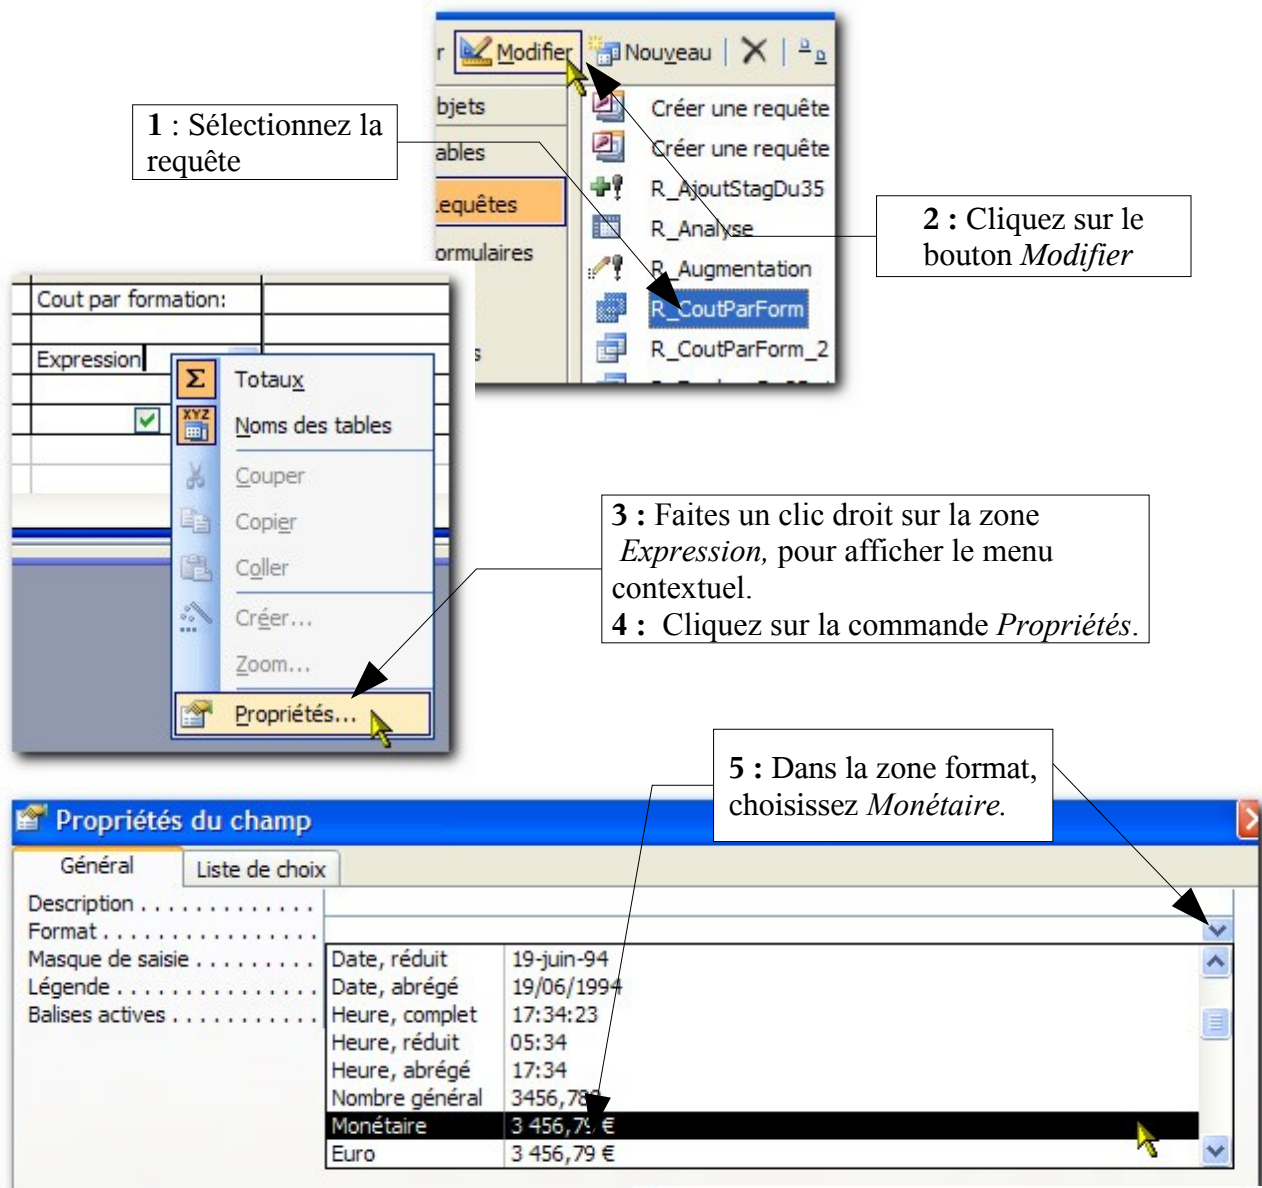 r Modifier Nouveau
bjets
ables
equêtes
ormulaires
s
Créer une requête
Créer une requête
R_AjoutStagDu35
R_Analyse
R_Augmentation
R_CoutParForm
R_CoutParForm_2
1 : Sélectionnez la
requête
2 : Cliquez sur le
bouton Modifier
Cout par formation:
Expression
Totaux
Noms des tables
Couper
Copier
Coller
Créer...
Zoom...
Propriétés...
3 : Faites un clic droit sur la zone
Expression, pour afficher le menu
contextuel.
4 : Cliquez sur la commande Propriétés.
5 : Dans la zone format,
choisissez Monétaire.
Propriétés du champ
Général Liste de choix
Description . . . . . . . . . . . . .
Format . . . . . . . . . . . . . . . .
Masque de saisie . . . . . . . . .
Légende . . . . . . . . . . . . . . .
Balises actives . . . . . . . . . . .
Date, réduit 19-juin-94
Date, abrégé 19/06/1994
Heure, complet 17:34:23
Heure, réduit 05:34
Heure, abrégé 17:34
Nombre général 3456,789
Monétaire 3 456,79 €
Euro 3 456,79 €